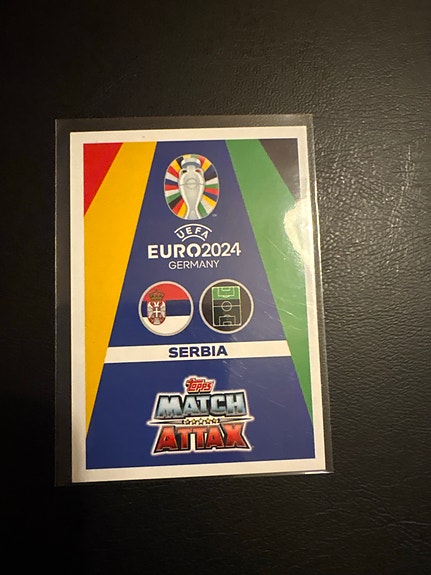 UEFA
EURO2024
GERMANY
SERBIA
Topps
MATCH
ATTAX